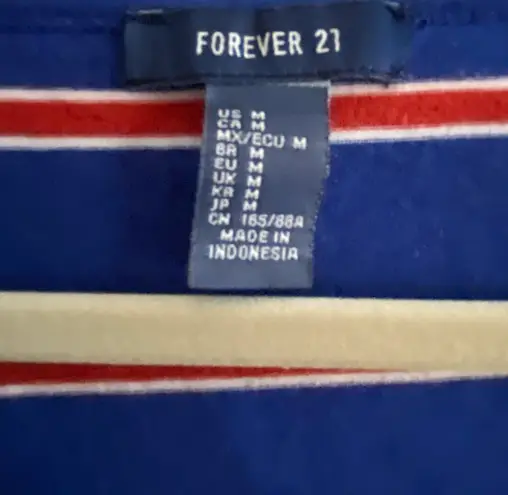 FOREVER 21
US M
CA M
MX/ECU M
BR M
EU M
UK M
KR M
JP M
CN 165/88A
MADE IN
INDONESIA